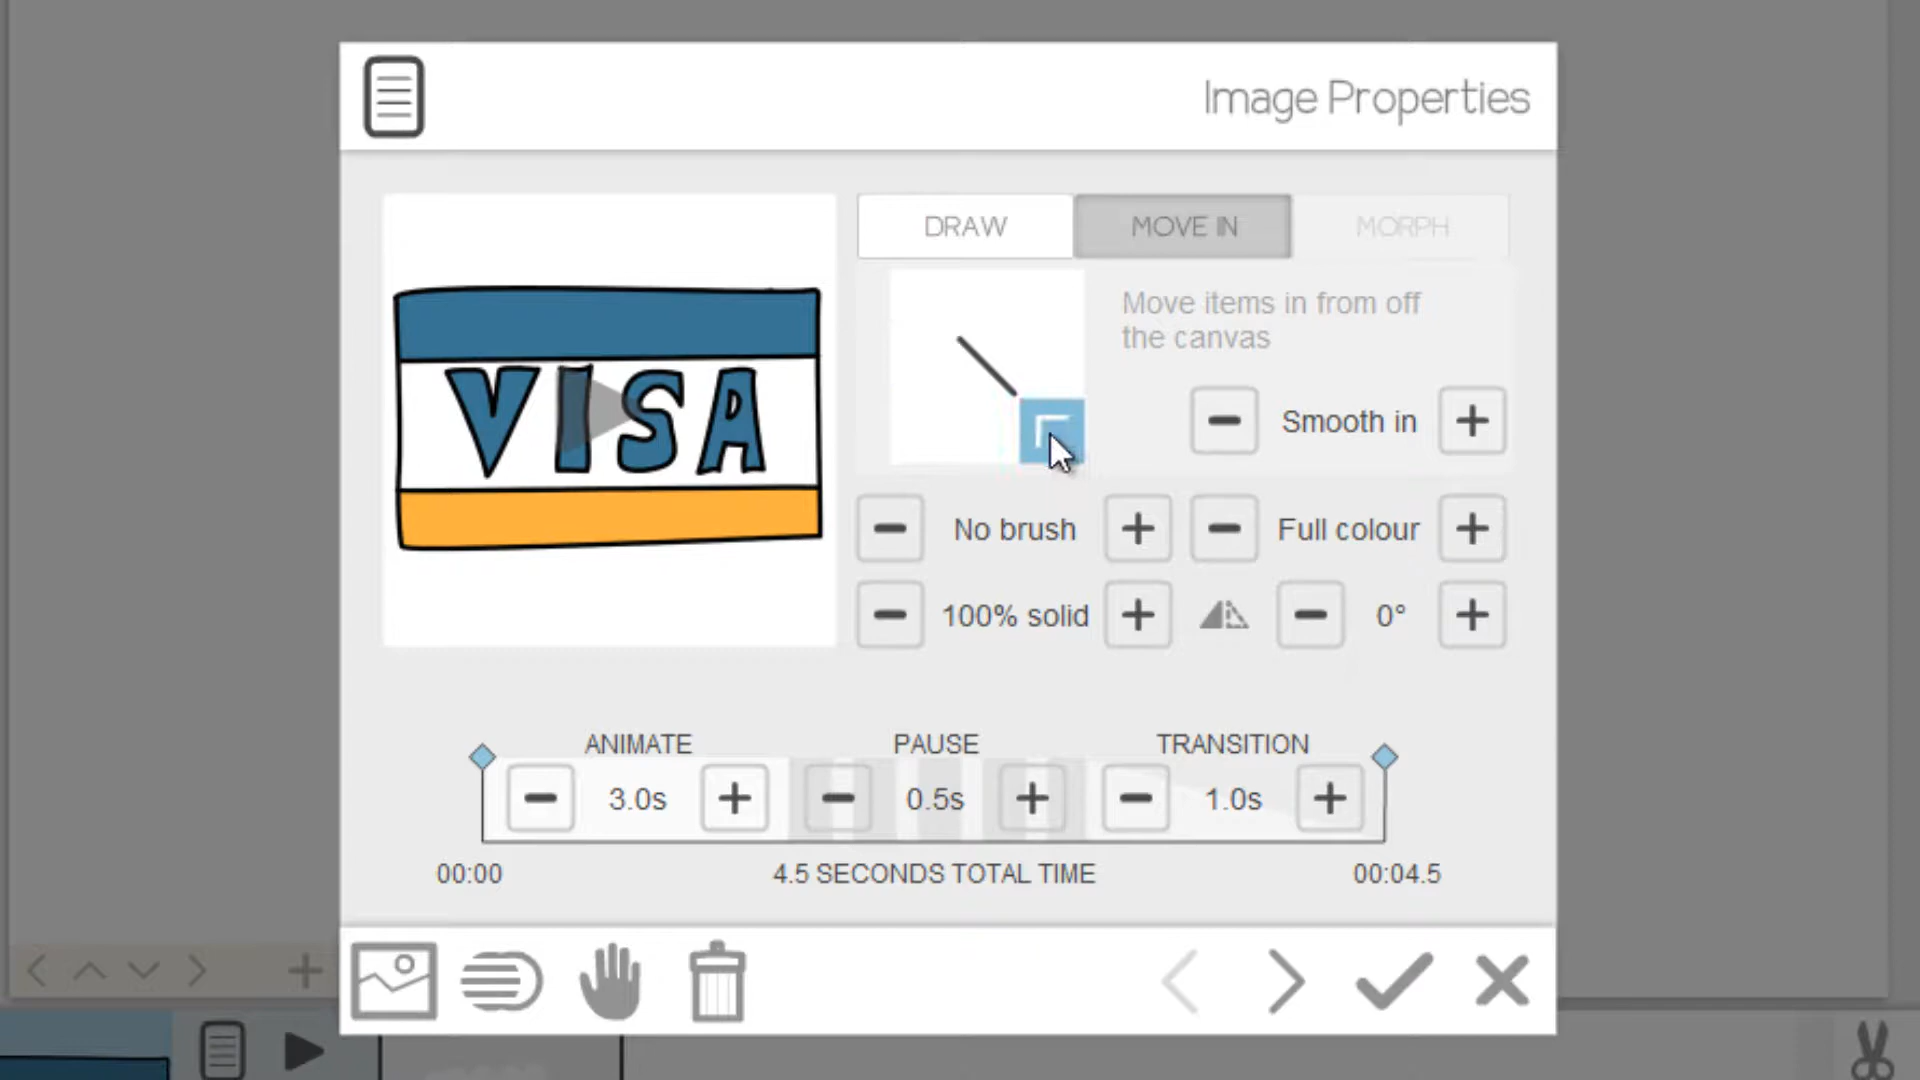 Image Properties
DRAW
MOVE IN
MORPH
Move items in from off
the canvas
VISA
Smooth in
No brush
Full colour
100% solid
0°
ANIMATE
PAUSE
TRANSITION
3.0s
0.5s
1.0s
00:00
4.5 SECONDS TOTAL TIME
00:04.5